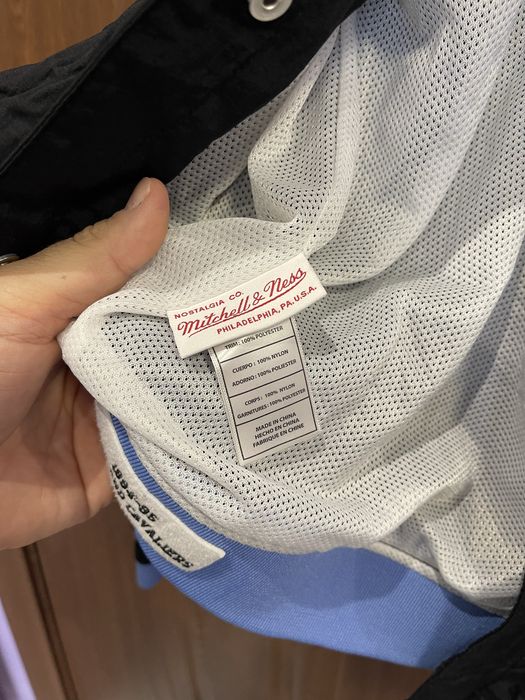 NOSTALGIA CO.
Mitchell & Ness
PHILADELPHIA, PA. U.S.A.
TRIM: 100% POLYESTER
CUERPO: 100% NYLON
ADORNO: 100% POLIESTER
CORPS: 100% NYLON
GARNITURES: 100% POLYESTER
MADE IN CHINA
HECHO EN CHINA
FABRIQUE EN CHINE
CAVALIERS